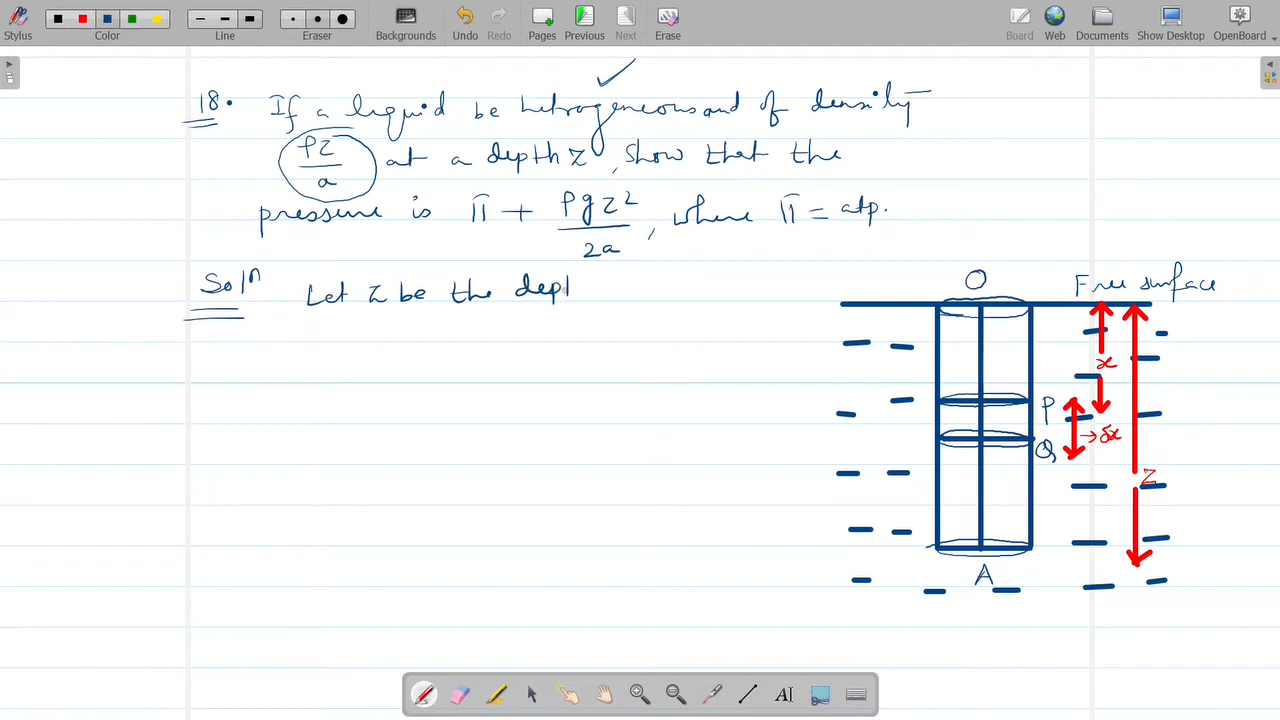 Stylus
Color
Line
Eraser
Backgrounds
Undo
Redo
Pages
Previous
Next
Erase
Board
Web
Documents
Show Desktop
OpenBoard
18. If a liquid be hetrogeneous and of density
ρz/a at a depth z, show that the
pressure is Π + ρgz²/2a, where Π = atp.
Solⁿ Let z be the dept
O
Free surface
x
P
δx
Q
z
A